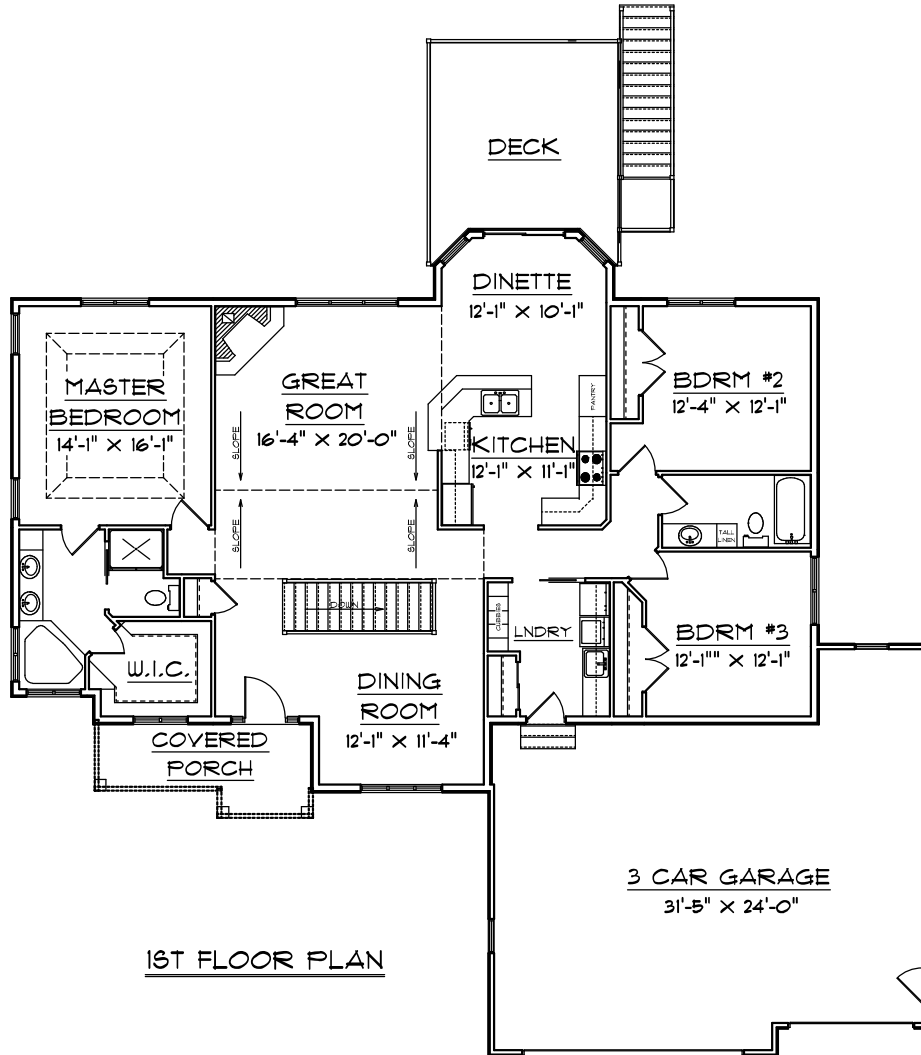 DECK
DINETTE
12'-1" X 10'-1"
MASTER
BEDROOM
14'-1" X 16'-1"
GREAT
ROOM
16'-4" X 20'-0"
SLOPE
SLOPE
SLOPE
SLOPE
KITCHEN
12'-1" X 11'-1"
PANTRY
BDRM #2
12'-4" X 12'-1"
TALL
LINEN
DOWN
CUBBIES
LNDRY
BDRM #3
12'-1"" X 12'-1"
W.I.C.
DINING
ROOM
12'-1" X 11'-4"
COVERED
PORCH
3 CAR GARAGE
31'-5" X 24'-0"
1ST FLOOR PLAN